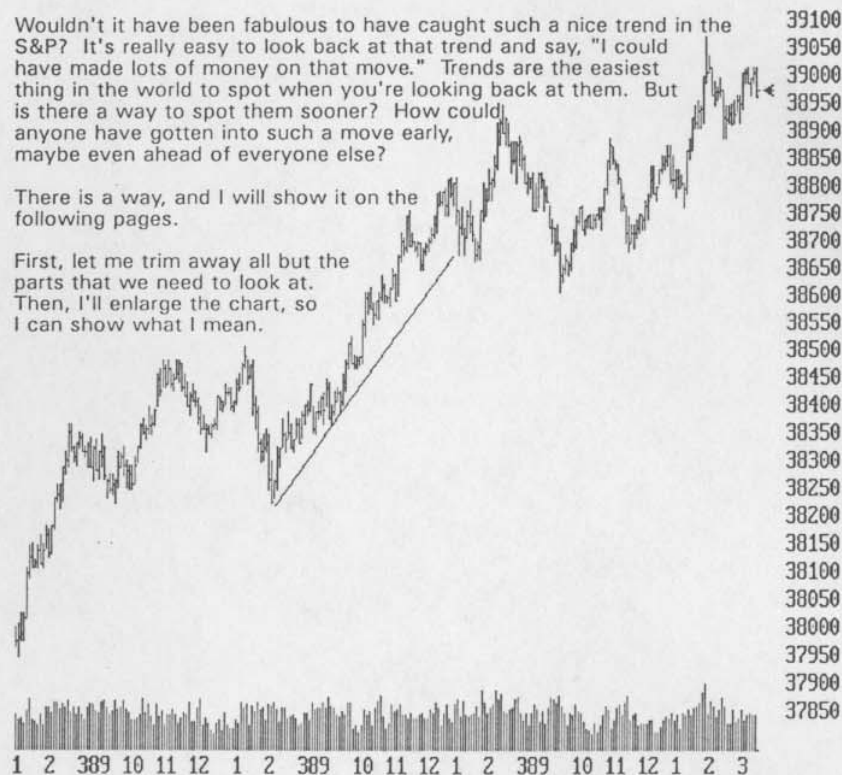 Wouldn't it have been fabulous to have caught such a nice trend in the
S&P? It's really easy to look back at that trend and say, "I could
have made lots of money on that move." Trends are the easiest
thing in the world to spot when you're looking back at them. But
is there a way to spot them sooner? How could
anyone have gotten into such a move early,
maybe even ahead of everyone else?
There is a way, and I will show it on the
following pages.
First, let me trim away all but the
parts that we need to look at.
Then, I'll enlarge the chart, so
I can show what I mean.
39100
39050
39000
38950
38900
38850
38800
38750
38700
38650
38600
38550
38500
38450
38400
38350
38300
38250
38200
38150
38100
38050
38000
37950
37900
37850
1 2 389 10 11 12 1 2 389 10 11 12 1 2 389 10 11 12 1 2 3